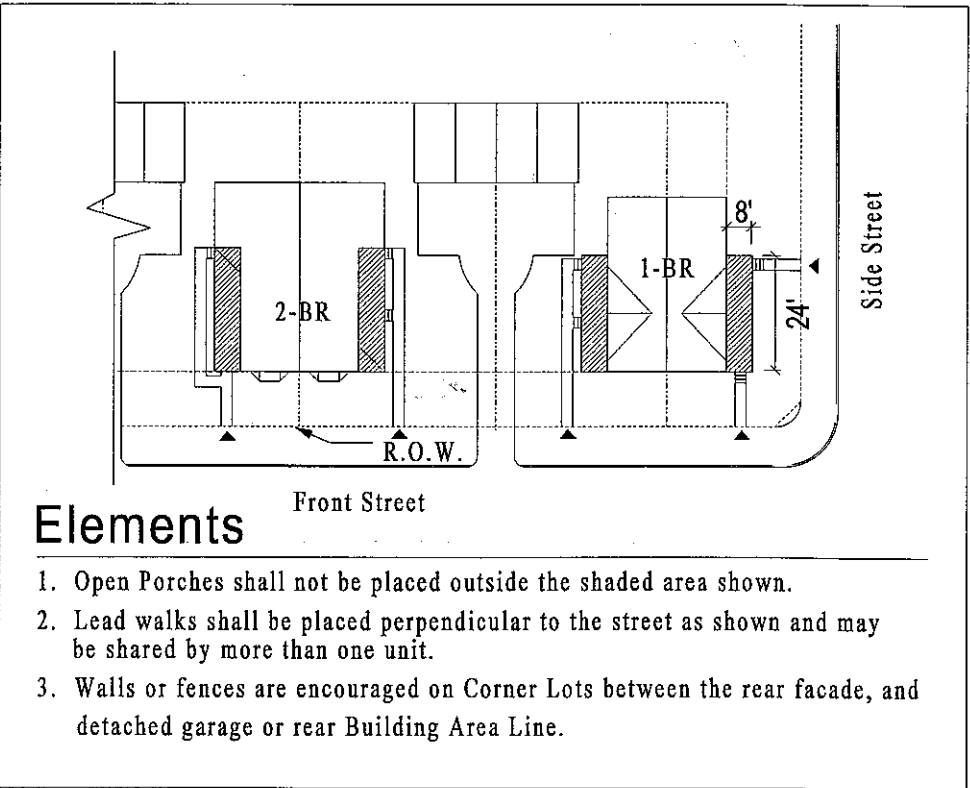 8'
1-BR
Side Street
24'
2-BR
R.O.W.
Front Street
Elements
1. Open Porches shall not be placed outside the shaded area shown.
2. Lead walks shall be placed perpendicular to the street as shown and may
be shared by more than one unit.
3. Walls or fences are encouraged on Corner Lots between the rear facade, and
detached garage or rear Building Area Line.